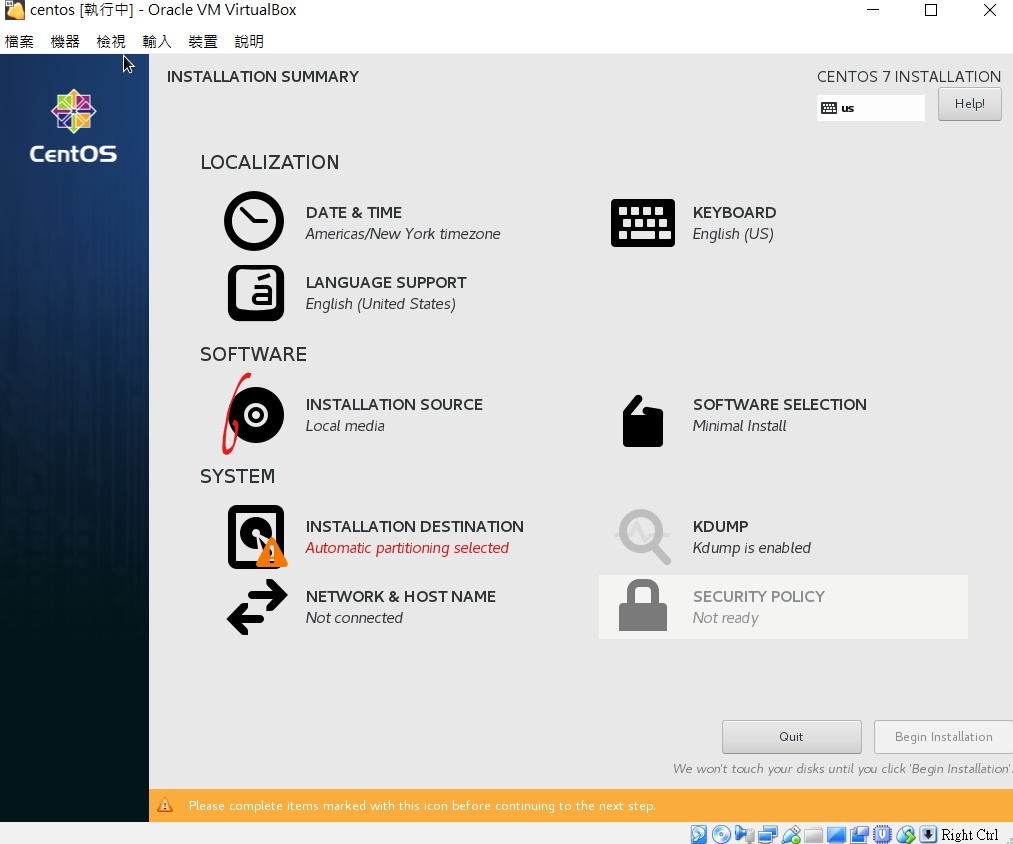 centos [執行中] - Oracle VM VirtualBox
檔案 機器 檢視 輸入 裝置 說明
INSTALLATION SUMMARY
CENTOS 7 INSTALLATION
us
Help!
CentOS
LOCALIZATION
DATE & TIME
Americas/New York timezone
KEYBOARD
English (US)
LANGUAGE SUPPORT
English (United States)
SOFTWARE
INSTALLATION SOURCE
Local media
SOFTWARE SELECTION
Minimal Install
SYSTEM
INSTALLATION DESTINATION
Automatic partitioning selected
KDUMP
Kdump is enabled
NETWORK & HOST NAME
Not connected
SECURITY POLICY
Not ready
Quit
Begin Installation
We won't touch your disks until you click 'Begin Installation'.
Please complete items marked with this icon before continuing to the next step.
Right Ctrl